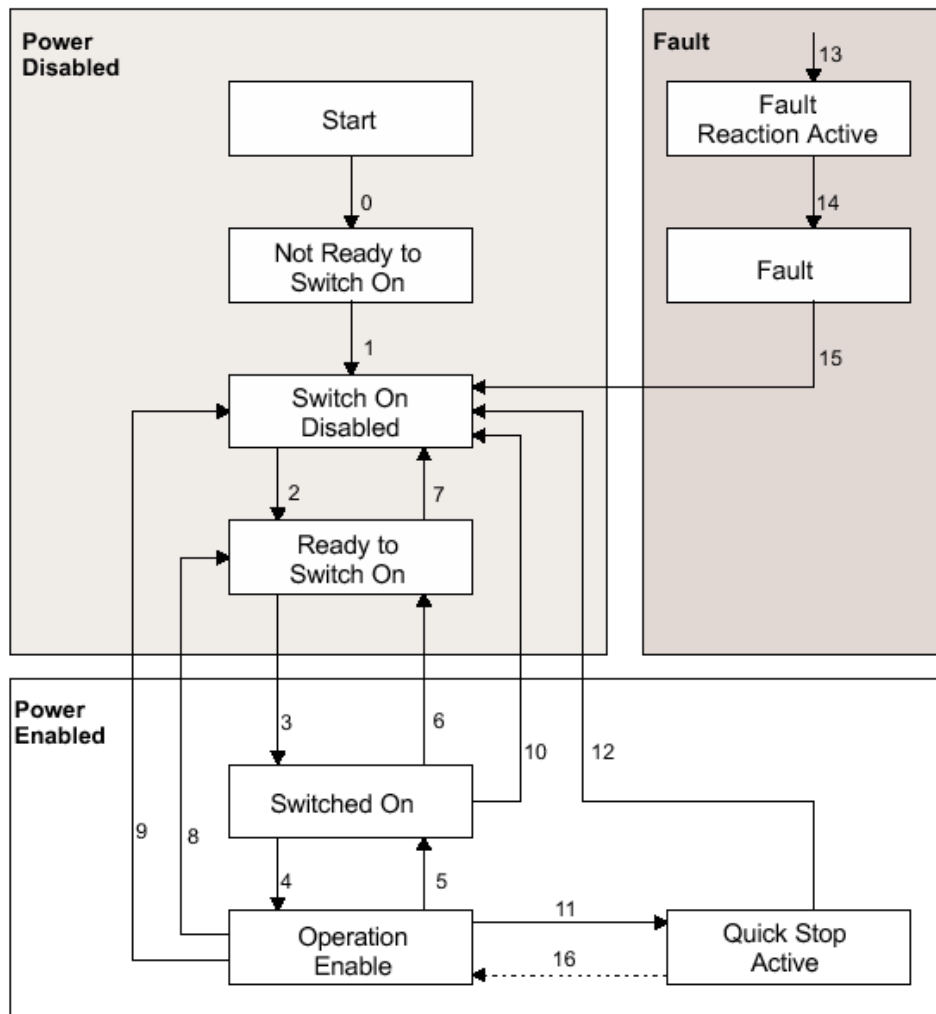 Power
Disabled
Start
0
Not Ready to
Switch On
1
Switch On
Disabled
2
7
Ready to
Switch On
Fault
13
Fault
Reaction Active
14
Fault
15
Power
Enabled
3
6
10
12
Switched On
9
8
4
5
11
Operation
Enable
16
Quick Stop
Active